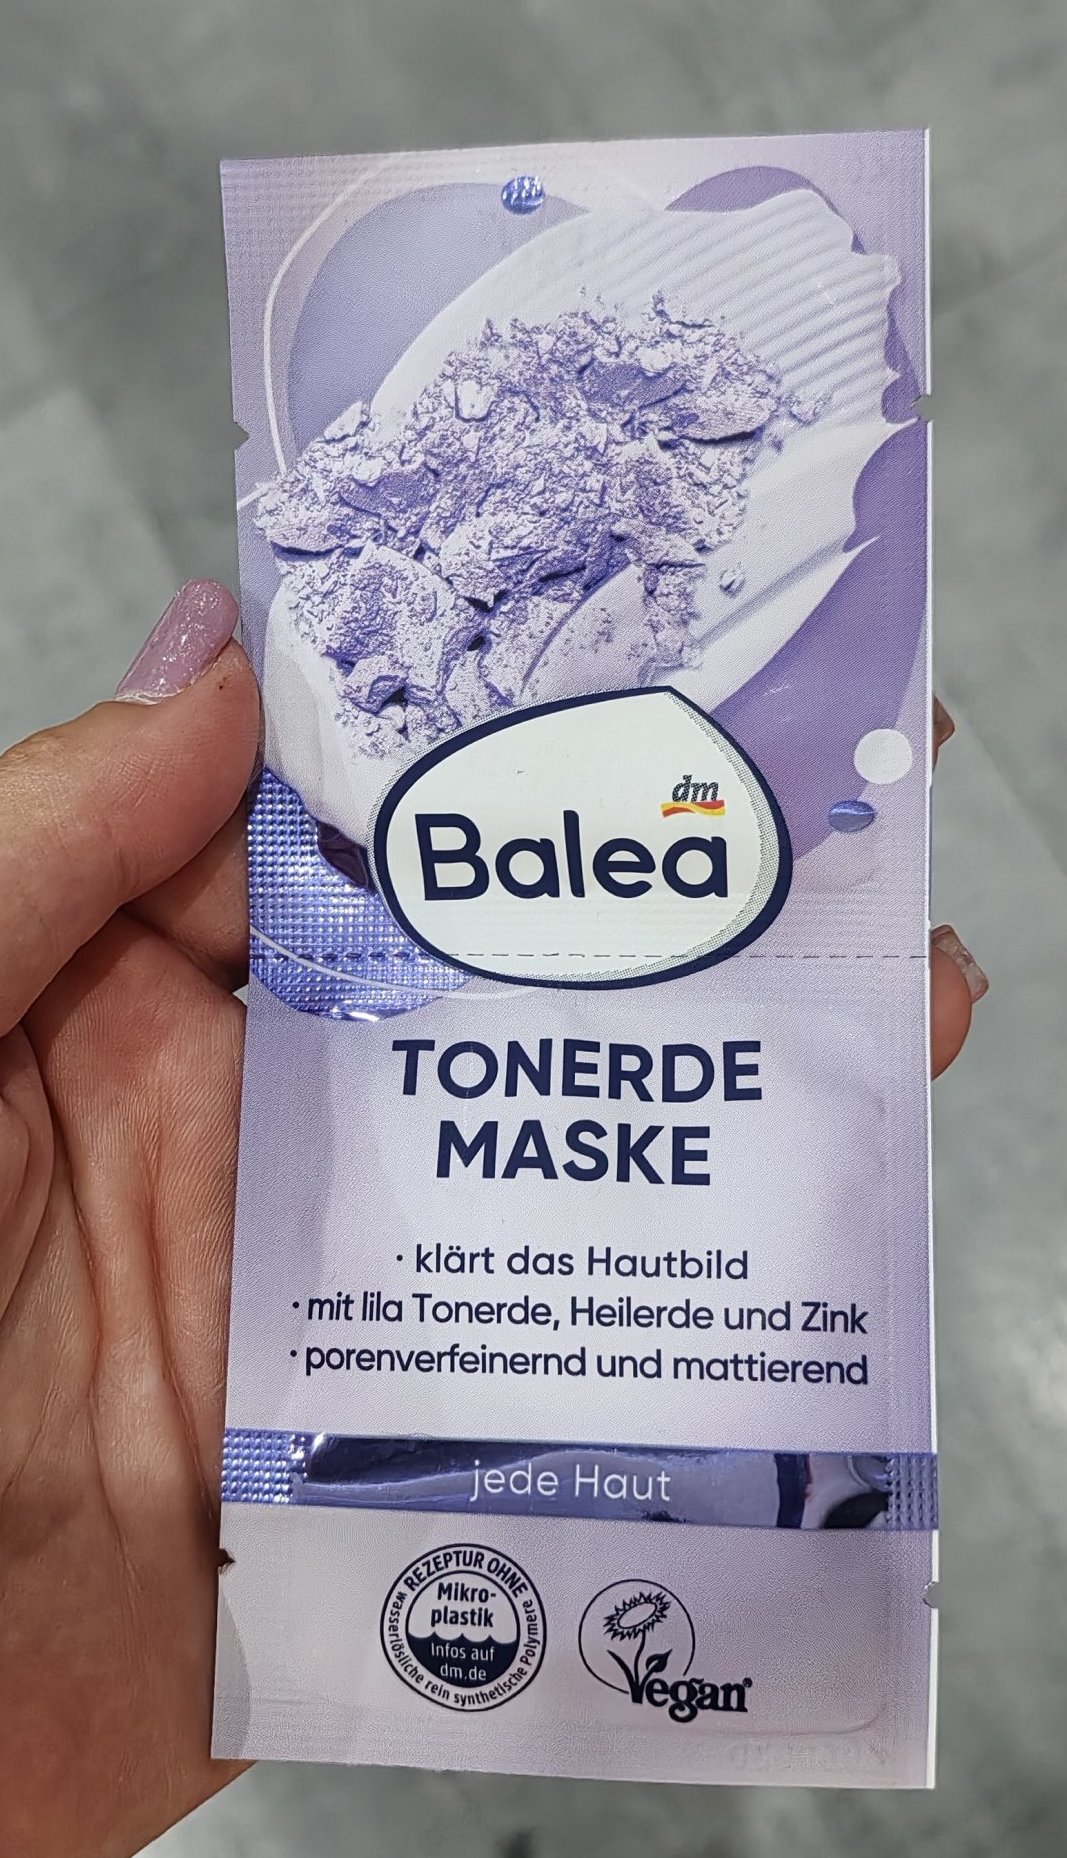 dm
Balea
TONERDE
MASKE
· klärt das Hautbild
· mit lila Tonerde, Heilerde und Zink
· porenverfeinernd und mattierend
jede Haut
REZEPTUR OHNE
Mikro-
plastik
Infos auf
dm.de
wasserlösliche rein synthetische Polymere
Vegan®